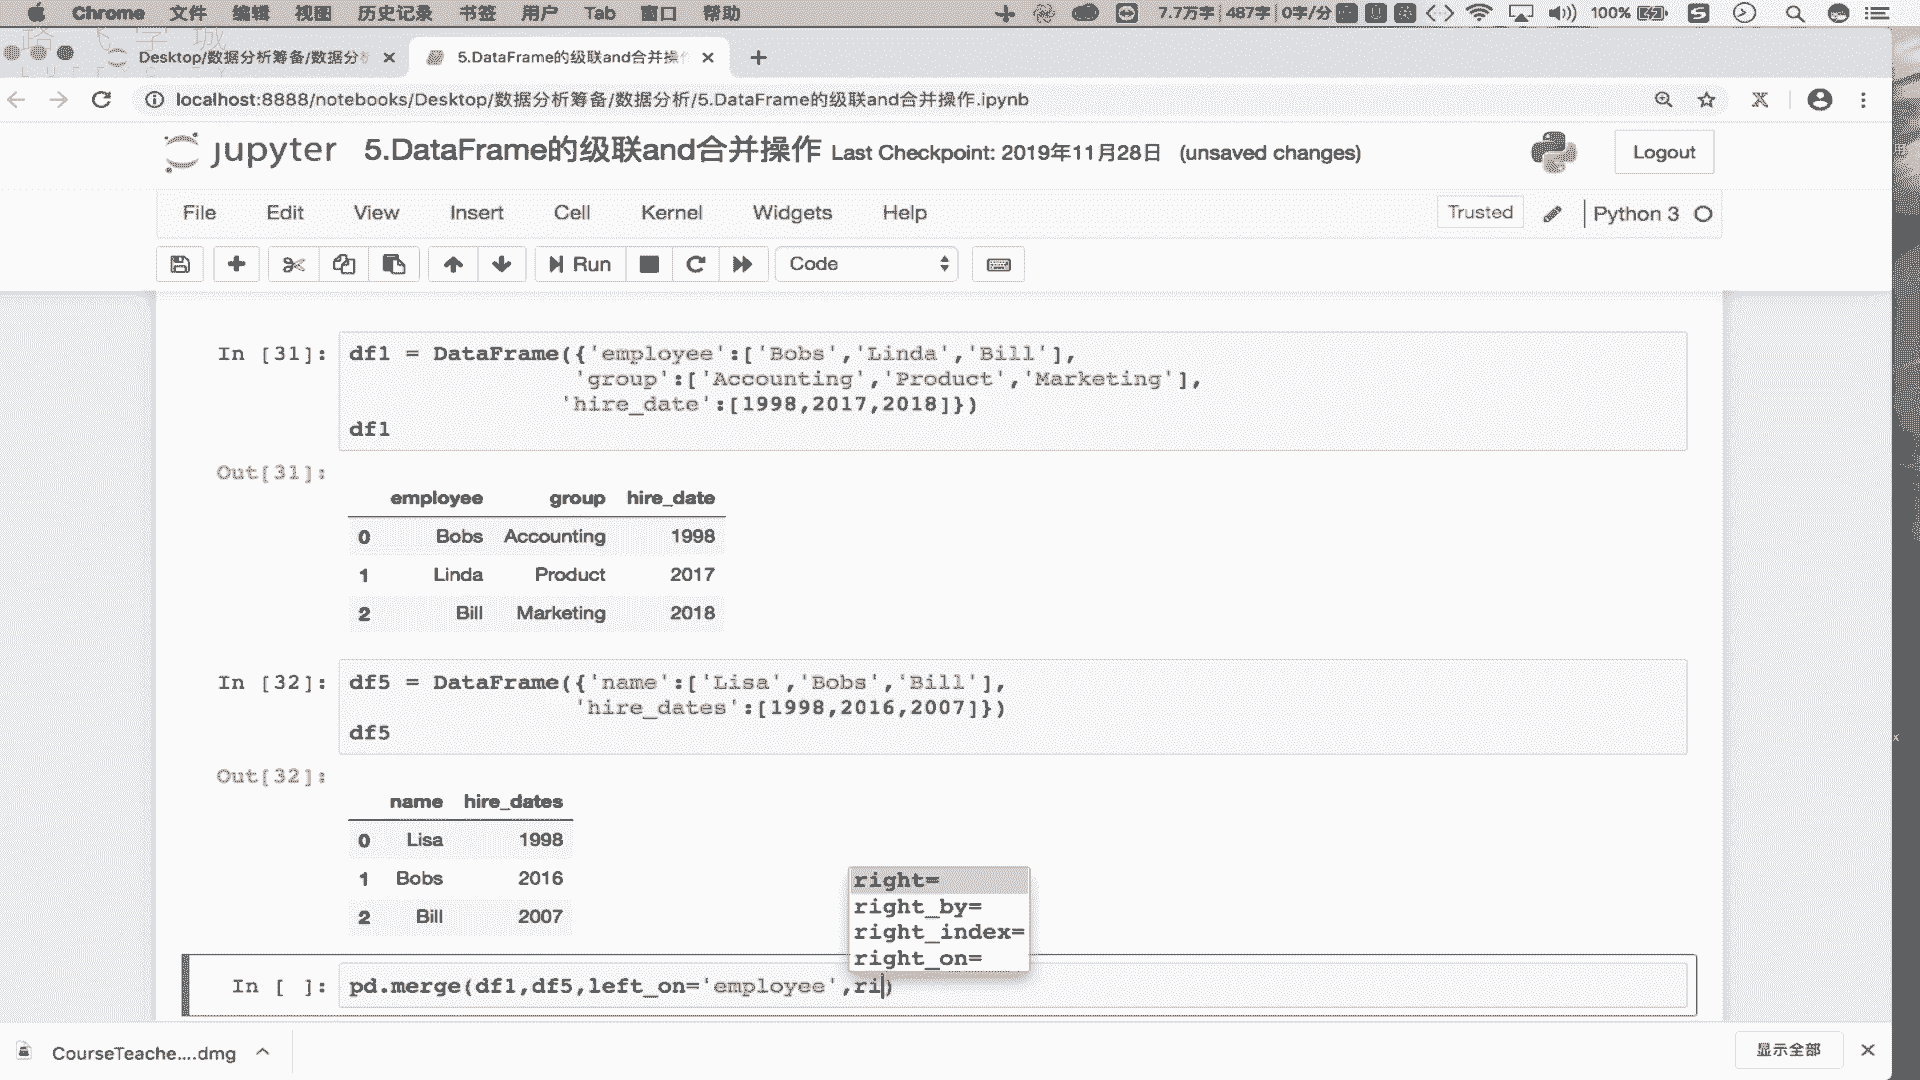 Chrome 文件 编辑 视图 历史记录 书签 用户 Tab 窗口 帮助 7.7万字 487字 0字/分 100%
Desktop/数据分析筹备/数据分 5.DataFrame的级联and合并操作
localhost:8888/notebooks/Desktop/数据分析筹备/数据分析/5.DataFrame的级联and合并操作.ipynb
jupyter 5.DataFrame的级联and合并操作 Last Checkpoint: 2019年11月28日 (unsaved changes) Logout
File Edit View Insert Cell Kernel Widgets Help Trusted Python 3
Run Code
In [31]: df1 = DataFrame({'employee':['Bobs','Linda','Bill'],
'group':['Accounting','Product','Marketing'],
'hire_date':[1998,2017,2018]})
df1
Out[31]:
employee group hire_date
0 Bobs Accounting 1998
1 Linda Product 2017
2 Bill Marketing 2018
In [32]: df5 = DataFrame({'name':['Lisa','Bobs','Bill'],
'hire_dates':[1998,2016,2007]})
df5
Out[32]:
name hire_dates
0 Lisa 1998
1 Bobs 2016
2 Bill 2007
right=
right_by=
right_index=
right_on=
In [ ]: pd.merge(df1,df5,left_on='employee',ri)
CourseTeache....dmg 显示全部